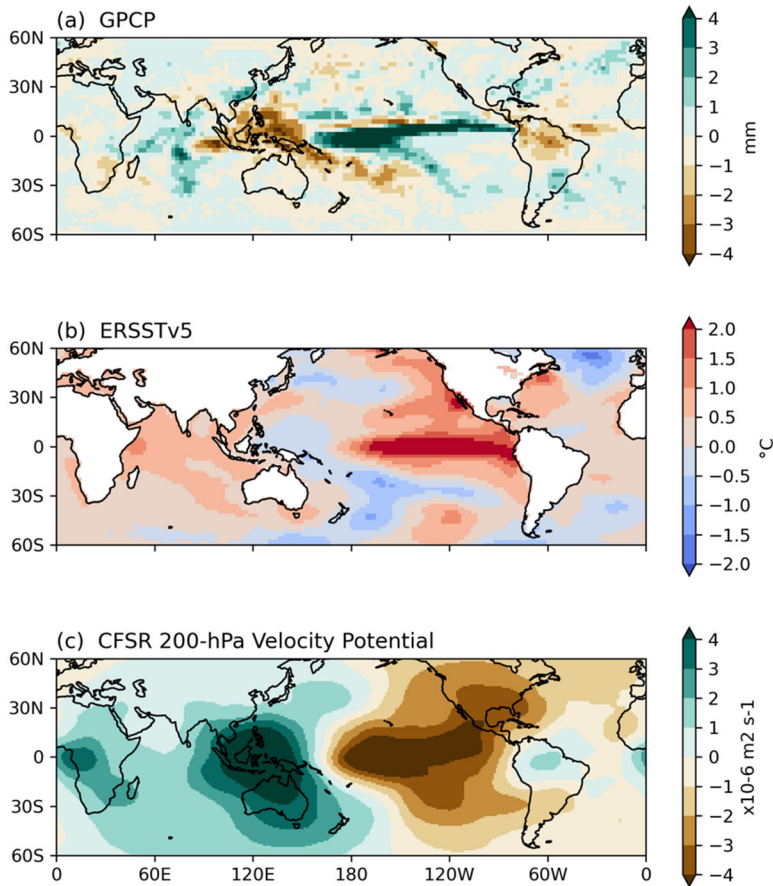 (a) GPCP
60N
30N
0
30S
60S
4
3
2
1
0
−1
−2
−3
−4
mm
(b) ERSSTv5
60N
30N
0
30S
60S
2.0
1.5
1.0
0.5
0.0
−0.5
−1.0
−1.5
−2.0
°C
(c) CFSR 200-hPa Velocity Potential
60N
30N
0
30S
60S
0
60E
120E
180
120W
60W
0
4
3
2
1
0
−1
−2
−3
−4
x10-6 m2 s-1